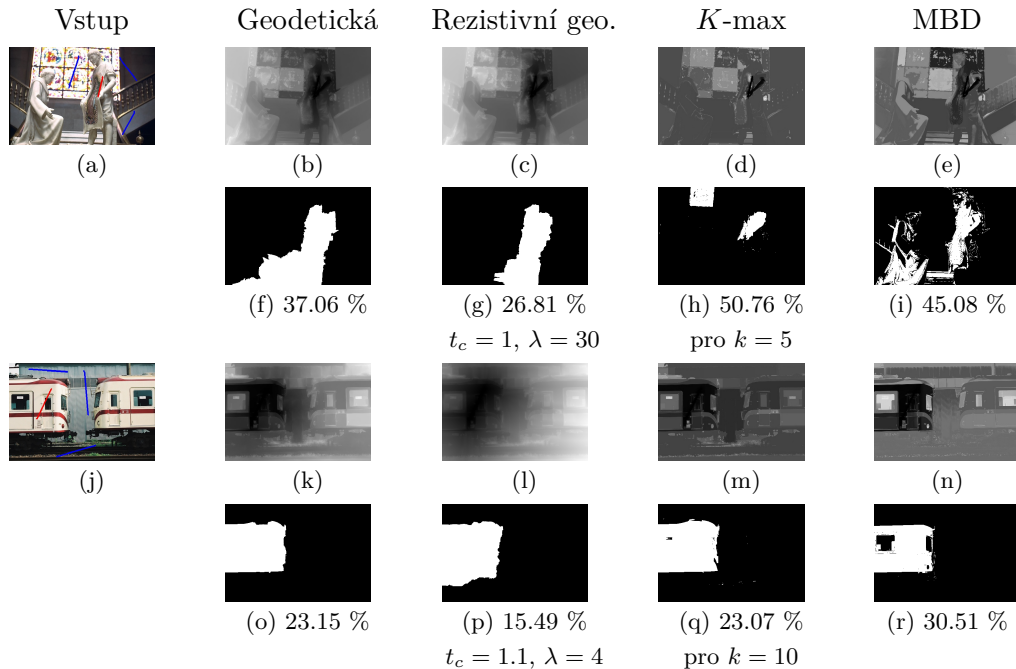 Vstup Geodetická Rezistivní geo. K-max MBD
(a) (b) (c) (d) (e)
(f) 37.06 % (g) 26.81 % (h) 50.76 % (i) 45.08 %
t_c = 1, λ = 30 pro k = 5
(j) (k) (l) (m) (n)
(o) 23.15 % (p) 15.49 % (q) 23.07 % (r) 30.51 %
t_c = 1.1, λ = 4 pro k = 10